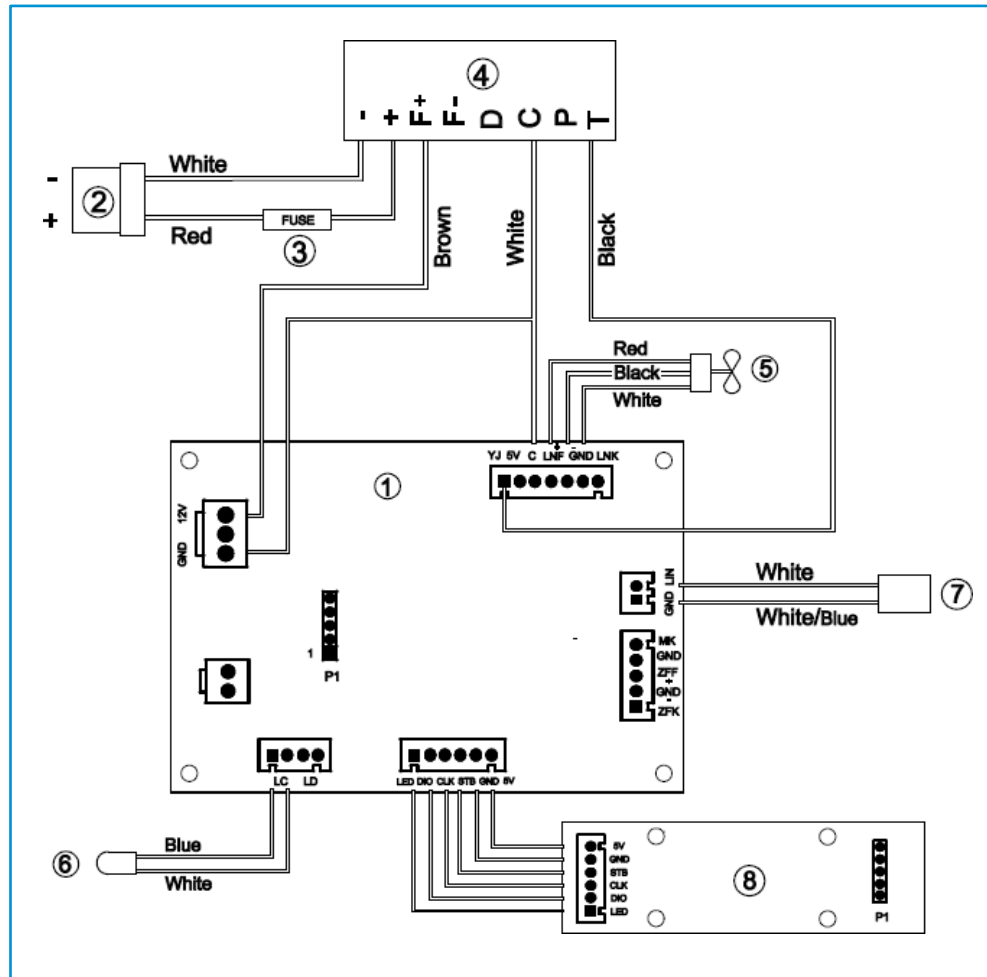 ④
- + F+ F- D C P T
White
-
②
+
FUSE
Red
③
Brown
White
Black
Red
Black
White
⑤
①
YJ 5V C LNF + - GND LNK
12V
GND
LIN
GND
White
White/Blue
⑦
1
P1
MK
GND
ZFF
+
GND
-
ZFK
LC LD
LED DIO CLK STB GND 5V
Blue
⑥
White
5V
GND
STB
CLK
DIO
LED
⑧
P1